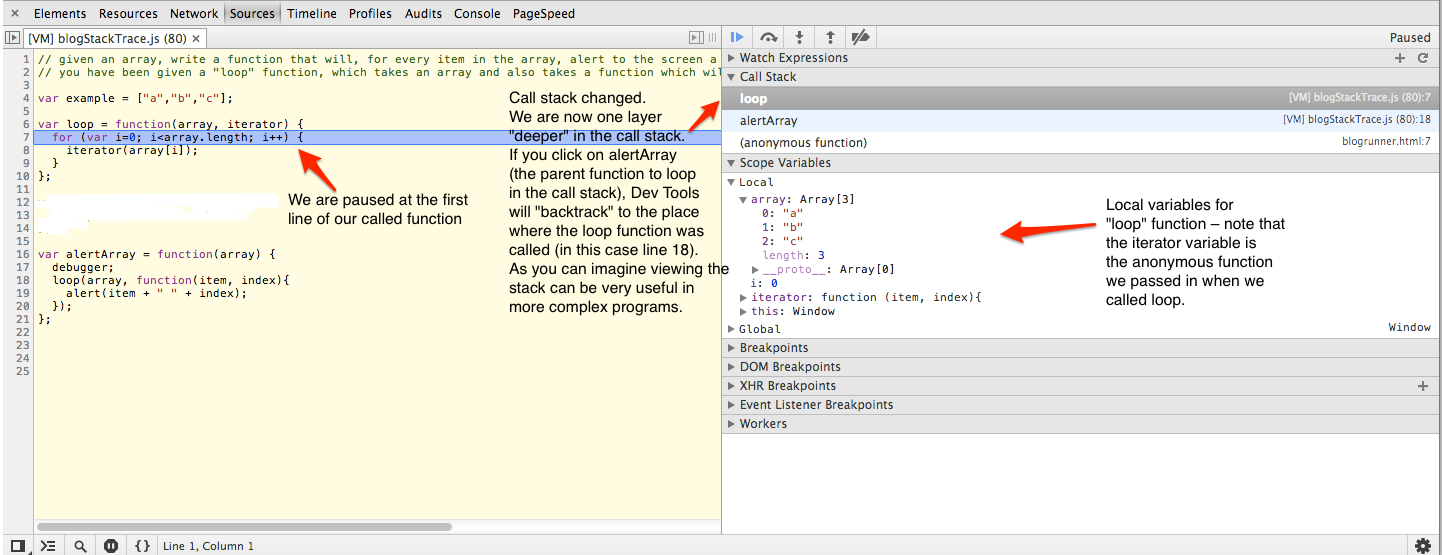 × Elements Resources Network Sources Timeline Profiles Audits Console PageSpeed
[VM] blogStackTrace.js (80) ×
Paused
1 // given an array, write a function that will, for every item in the array, alert to the screen a
2 // you have been given a "loop" function, which takes an array and also takes a function which wil
3
4 var example = ["a","b","c"];
5
6 var loop = function(array, iterator) {
7 for (var i=0; i<array.length; i++) {
8 iterator(array[i]);
9 }
10 };
11
12
13
14
15
16 var alertArray = function(array) {
17 debugger;
18 loop(array, function(item, index){
19 alert(item + " " + index);
20 });
21 };
22
23
24
25
We are paused at the first
line of our called function
Call stack changed.
We are now one layer
"deeper" in the call stack.
If you click on alertArray
(the parent function to loop
in the call stack), Dev Tools
will "backtrack" to the place
where the loop function was
called (in this case line 18).
As you can imagine viewing the
stack can be very useful in
more complex programs.
Watch Expressions
Call Stack
loop [VM] blogStackTrace.js (80):7
alertArray [VM] blogStackTrace.js (80):18
(anonymous function) blogrunner.html:7
Scope Variables
Local
array: Array[3]
0: "a"
1: "b"
2: "c"
length: 3
__proto__: Array[0]
i: 0
iterator: function (item, index){
this: Window
Global Window
Local variables for
"loop" function – note that
the iterator variable is
the anonymous function
we passed in when we
called loop.
Breakpoints
DOM Breakpoints
XHR Breakpoints
Event Listener Breakpoints
Workers
{} Line 1, Column 1